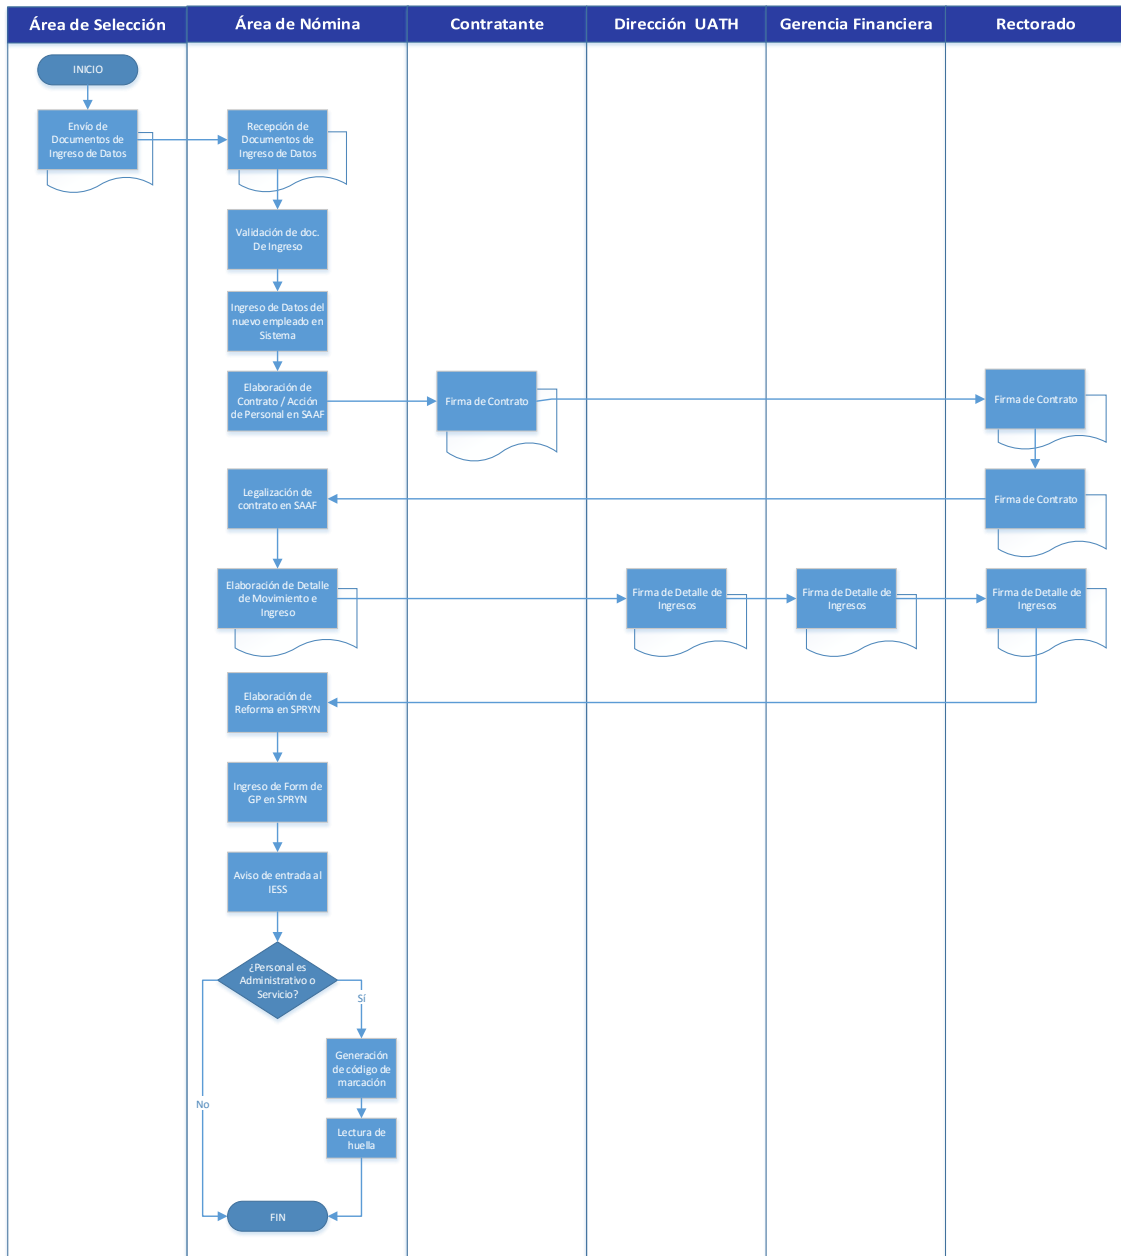 Área de Selección
Área de Nómina
Contratante
Dirección  UATH
Gerencia Financiera
Rectorado
INICIO
Envío de
Documentos de
Ingreso de Datos
Recepción de
Documentos de
Ingreso de Datos
Validación de doc.
De Ingreso
Ingreso de Datos del
nuevo empleado en
Sistema
Elaboración de
Contrato / Acción
de Personal en SAAF
Firma de Contrato
Firma de Contrato
Legalización de
contrato en SAAF
Firma de Contrato
Elaboración de Detalle
de Movimiento e
Ingreso
Firma de Detalle de
Ingresos
Firma de Detalle de
Ingresos
Firma de Detalle de
Ingresos
Elaboración de
Reforma en SPRYN
Ingreso de Form de
GP en SPRYN
Aviso de entrada al
IESS
¿Personal es
Administrativo o
Servicio?
Sí
Generación
de código de
marcación
No
Lectura de
huella
FIN